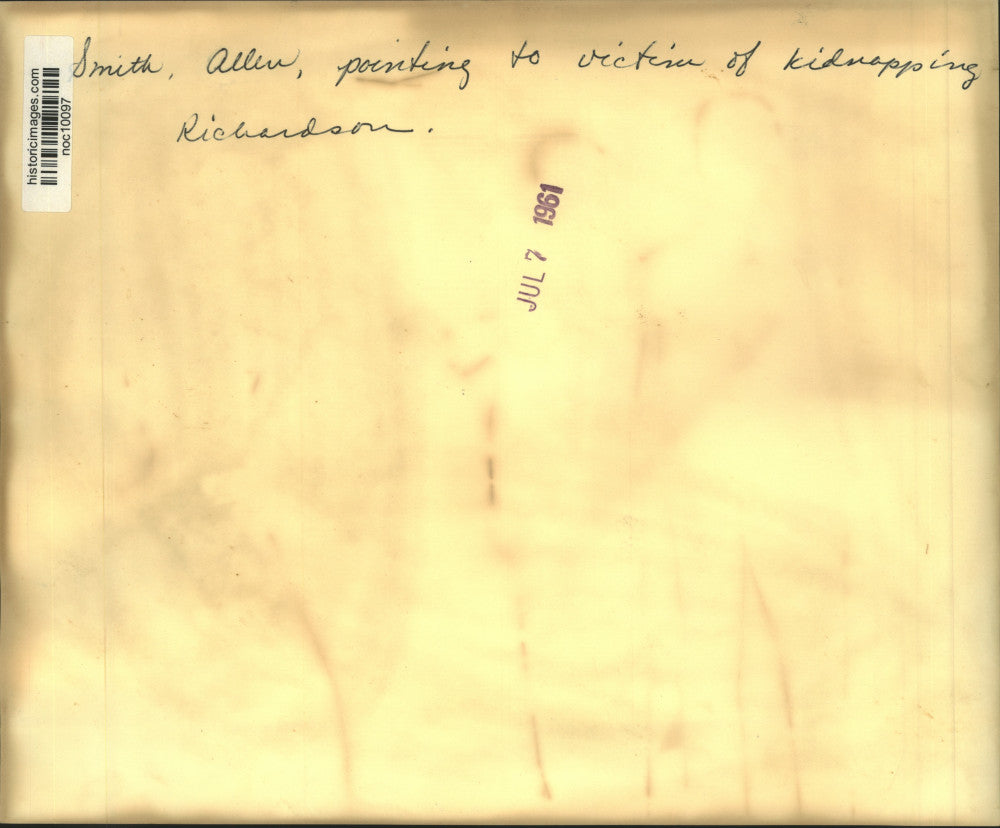 Smith, Allen, pointing to victim of kidnapping
Richardson.
JUL 7 1961
historicimages.com
noc10097